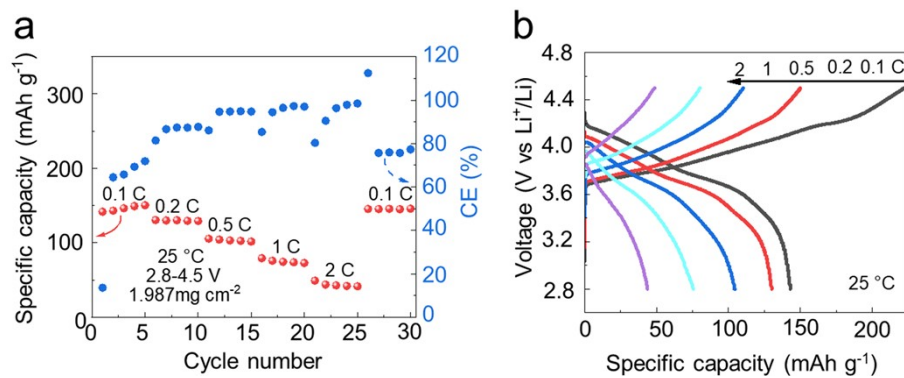 a
Specific capacity (mAh g⁻¹)
300
200
150
100
50
0
0.1 C
0.2 C
0.5 C
1 C
2 C
0.1 C
25 °C
2.8-4.5 V
1.987mg cm⁻²
120
100
80
60
40
20
0
CE (%)
0 5 10 15 20 25 30
Cycle number
b
Voltage (V vs Li⁺/Li)
4.8
4.4
4.0
3.6
3.2
2.8
2 1 0.5 0.2 0.1 C
25 °C
0 50 100 150 200
Specific capacity (mAh g⁻¹)